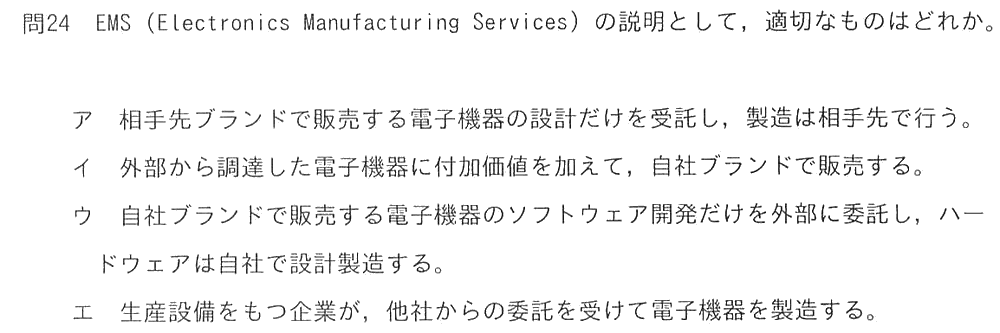 問24 EMS (Electronics Manufacturing Services) の説明として，適切なものはどれか。
ア 相手先ブランドで販売する電子機器の設計だけを受託し，製造は相手先で行う。
イ 外部から調達した電子機器に付加価値を加えて，自社ブランドで販売する。
ウ 自社ブランドで販売する電子機器のソフトウェア開発だけを外部に委託し，ハー
ドウェアは自社で設計製造する。
エ 生産設備をもつ企業が，他社からの委託を受けて電子機器を製造する。